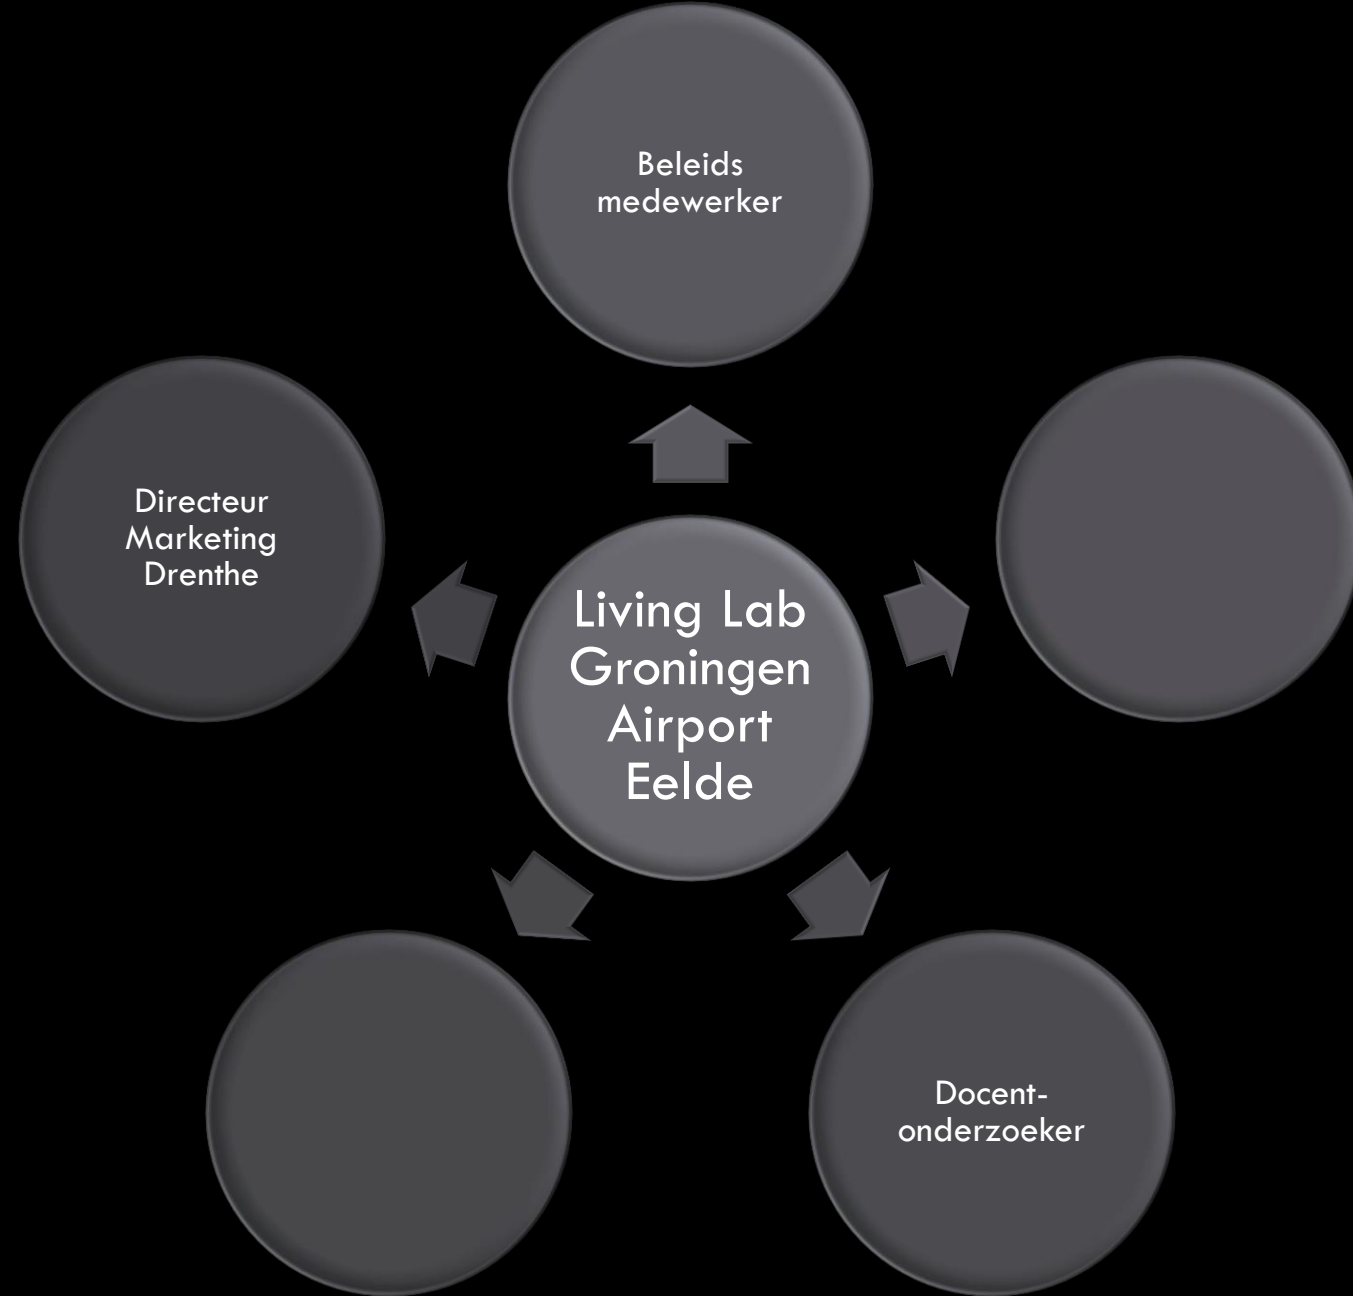 Beleids
medewerker
Directeur
Marketing
Drenthe
Living Lab
Groningen
Airport
Eelde
Docent-
onderzoeker